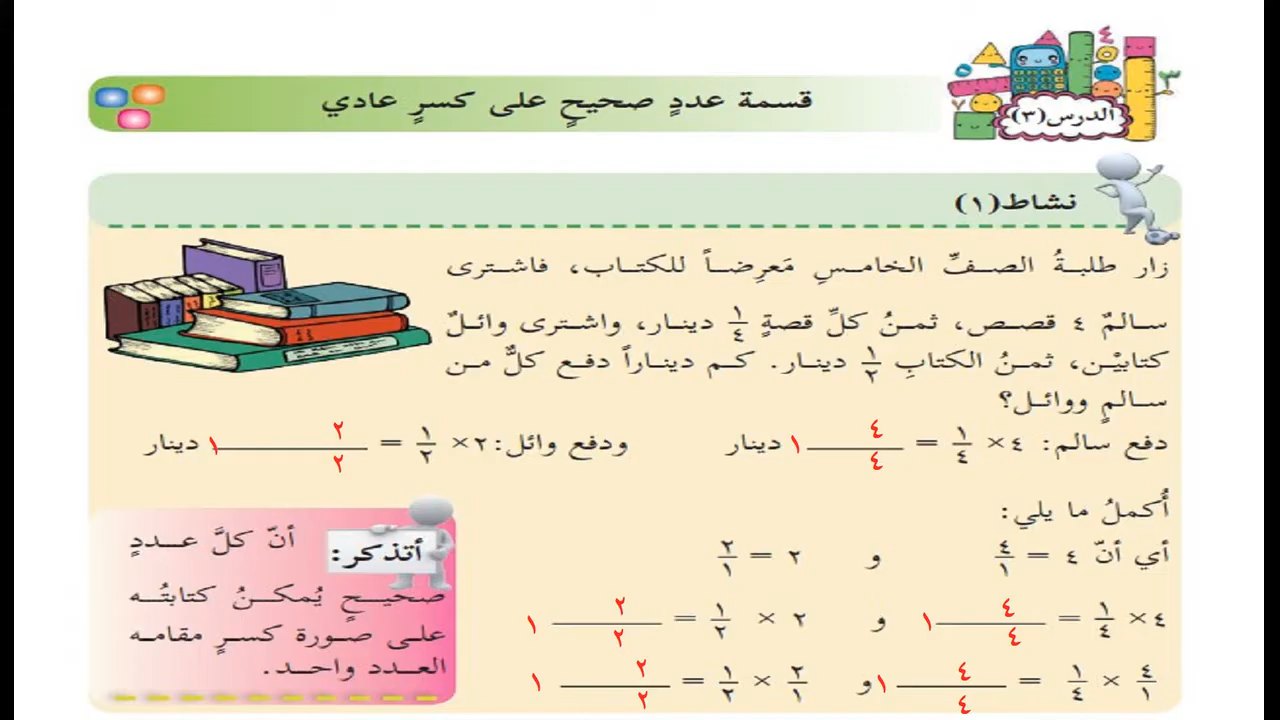 الدرس (٣)
قسمة عددٍ صحيحٍ على كسرٍ عادي
نشاط (١)
زار طلبةُ الصفِّ الخامسِ مَعرِضاً للكتاب، فاشترى
سالمٌ ٤ قصص، ثمنُ كلِّ قصةٍ ١/٤ دينار، واشترى وائلٌ
كتابيْن، ثمنُ الكتابِ ١/٢ دينار. كم ديناراً دفع كلٌّ من
سالمٍ ووائل؟
دفع سالم: ٤ × ١/٤ = ٤/٤ ١ دينار
ودفع وائل: ٢ × ١/٢ = ٢/٢ ١ دينار
أُكملُ ما يلي:
أي أنّ ٤ = ٤/١ و ٢ = ٢/١
٤ × ١/٤ = ٤/٤ ١ و ٢ × ١/٢ = ٢/٢ ١
٤/١ × ١/٤ = ٤/٤ ١ و ٢/١ × ١/٢ = ٢/٢ ١
أتذكر: أنّ كلَّ عددٍ
صحيحٍ يُمكنُ كتابتُه
على صورة كسرٍ مقامه
العدد واحد.